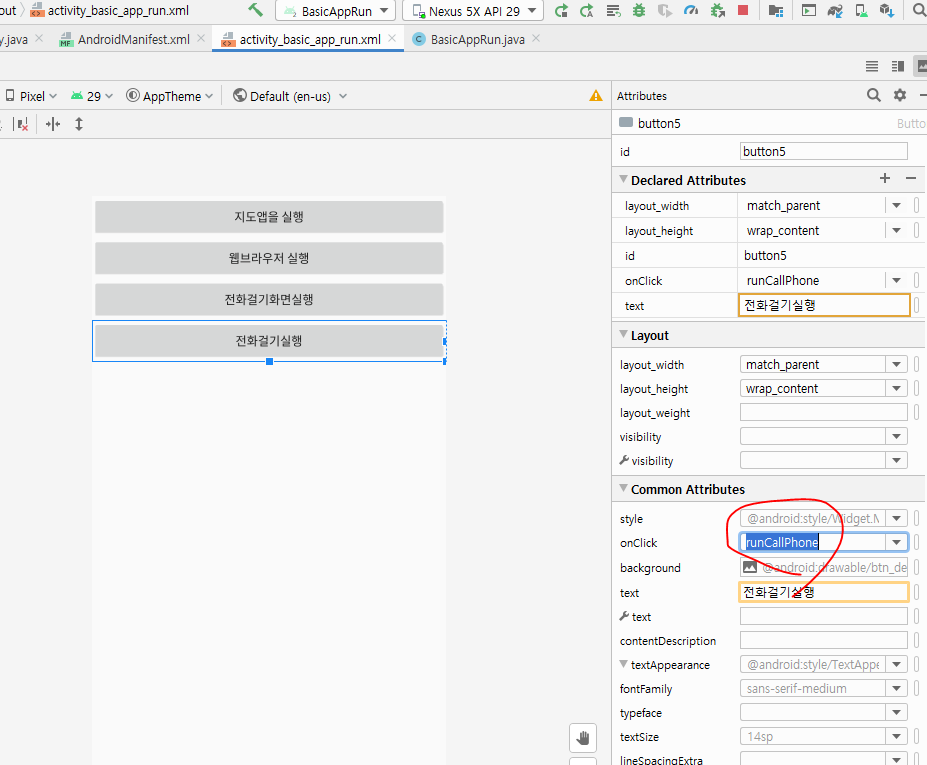 out
activity_basic_app_run.xml
BasicAppRun
Nexus 5X API 29
y.java
MF
AndroidManifest.xml
activity_basic_app_run.xml
C
BasicAppRun.java
Pixel
29
AppTheme
Default (en-us)
Attributes
button5
Butto
id
button5
Declared Attributes
layout_width
match_parent
layout_height
wrap_content
id
button5
onClick
runCallPhone
text
전화걸기실행
지도앱을 실행
웹브라우저 실행
전화걸기화면실행
전화걸기실행
Layout
layout_width
match_parent
layout_height
wrap_content
layout_weight
visibility
visibility
Common Attributes
style
@android:style/Widget.M
onClick
runCallPhone
background
@android:drawable/btn_de
text
전화걸기실행
text
contentDescription
textAppearance
@android:style/TextAppe
fontFamily
sans-serif-medium
typeface
textSize
14sp
lineSpacingExtra